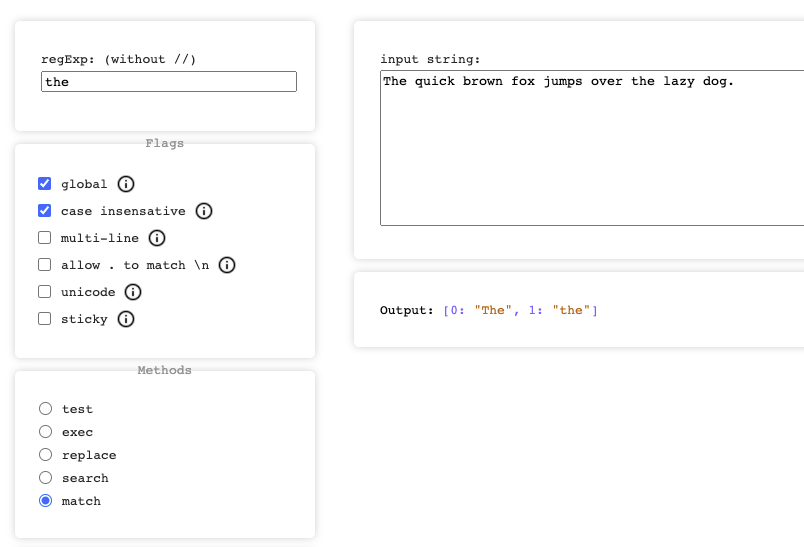 regExp: (without //)
the
Flags
global
case insensative
multi-line
allow . to match \n
unicode
sticky
Methods
test
exec
replace
search
match
input string:
The quick brown fox jumps over the lazy dog.
Output: [0: "The", 1: "the"]